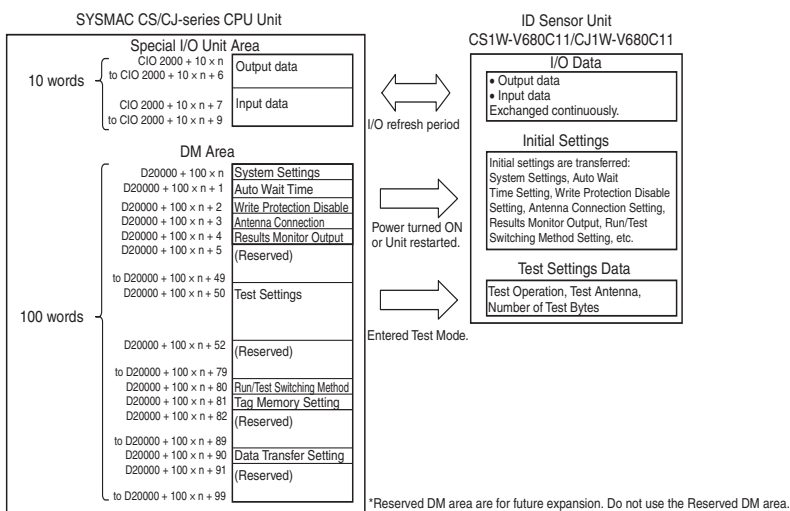 SYSMAC CS/CJ-series CPU Unit
Special I/O Unit Area
10 words
CIO 2000 + 10 × n
to CIO 2000 + 10 × n + 6
Output data
CIO 2000 + 10 × n + 7
to CIO 2000 + 10 × n + 9
Input data
DM Area
100 words
D20000 + 100 × n
System Settings
D20000 + 100 × n + 1
Auto Wait Time
D20000 + 100 × n + 2
Write Protection Disable
D20000 + 100 × n + 3
Antenna Connection
D20000 + 100 × n + 4
Results Monitor Output
D20000 + 100 × n + 5
(Reserved)
to D20000 + 100 × n + 49
D20000 + 100 × n + 50
Test Settings
D20000 + 100 × n + 52
(Reserved)
to D20000 + 100 × n + 79
D20000 + 100 × n + 80
Run/Test Switching Method
D20000 + 100 × n + 81
Tag Memory Setting
D20000 + 100 × n + 82
(Reserved)
to D20000 + 100 × n + 89
D20000 + 100 × n + 90
Data Transfer Setting
D20000 + 100 × n + 91
(Reserved)
to D20000 + 100 × n + 99
I/O refresh period
Power turned ON
or Unit restarted.
Entered Test Mode.
ID Sensor Unit
CS1W-V680C11/CJ1W-V680C11
I/O Data
• Output data
• Input data
Exchanged continuously.
Initial Settings
Initial settings are transferred:
System Settings, Auto Wait
Time Setting, Write Protection Disable
Setting, Antenna Connection Setting,
Results Monitor Output, Run/Test
Switching Method Setting, etc.
Test Settings Data
Test Operation, Test Antenna,
Number of Test Bytes
*Reserved DM area are for future expansion. Do not use the Reserved DM area.